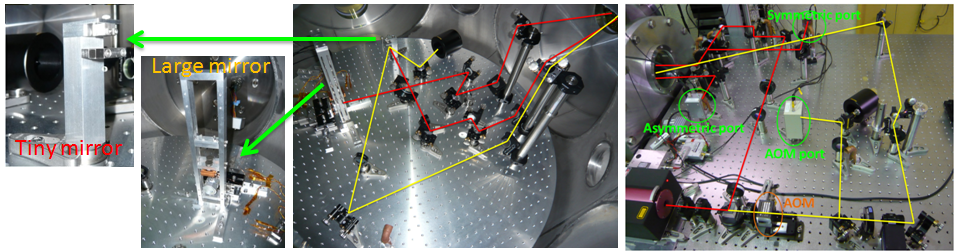 Tiny mirror
Large mirror
Symmetric port
Asymmetric port
AOM port
AOM